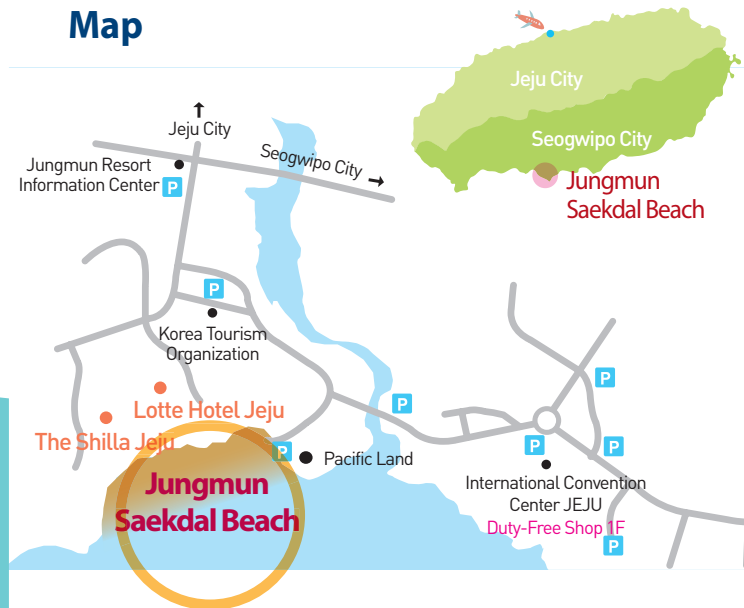 Map
Jeju City
Seogwipo City
Jungmun
Saekdal Beach
Jeju City
Seogwipo City
Jungmun Resort
Information Center
P
P
Korea Tourism
Organization
Lotte Hotel Jeju
The Shilla Jeju
P
P
P
Pacific Land
Jungmun
Saekdal Beach
P
P
International Convention
Center JEJU
Duty-Free Shop 1F
P